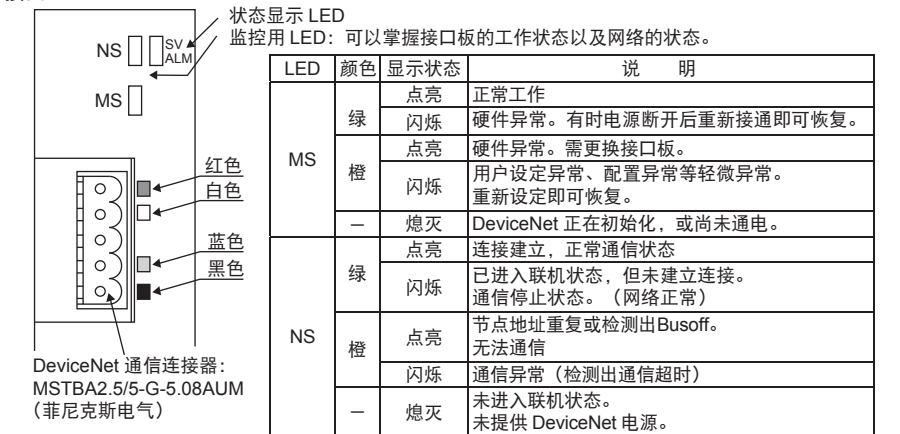 状态显示 LED
监控用 LED：可以掌握接口板的工作状态以及网络的状态。
NS
SV
ALM
MS
红色
白色
蓝色
黑色
DeviceNet 通信连接器：
MSTBA2.5/5-G-5.08AUM
（菲尼克斯电气）
LED 颜色 显示状态 说 明
MS
绿 点亮 正常工作
闪烁 硬件异常。有时电源断开后重新接通即可恢复。
橙 点亮 硬件异常。需更换接口板。
闪烁 用户设定异常、配置异常等轻微异常。
重新设定即可恢复。
— 熄灭 DeviceNet 正在初始化，或尚未通电。
NS
绿 点亮 连接建立，正常通信状态
闪烁 已进入联机状态，但未建立连接。
通信停止状态。（网络正常）
橙 点亮 节点地址重复或检测出Busoff。
无法通信
闪烁 通信异常（检测出通信超时）
— 熄灭 未进入联机状态。
未提供 DeviceNet 电源。